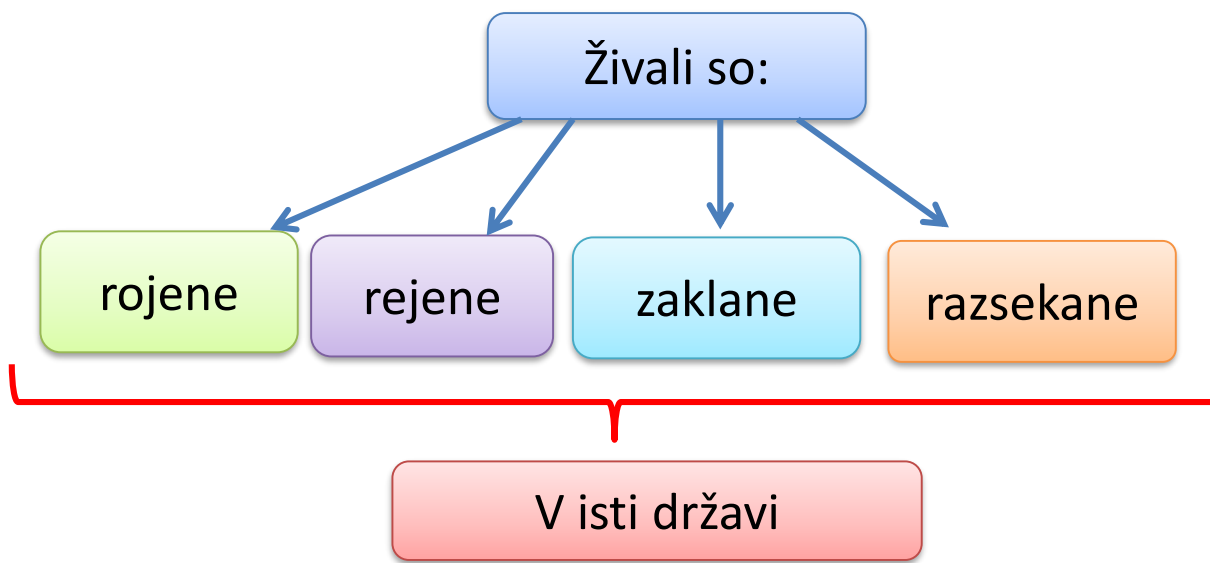 Živali so:
rojene
rejene
zaklane
razsekane
V isti državi